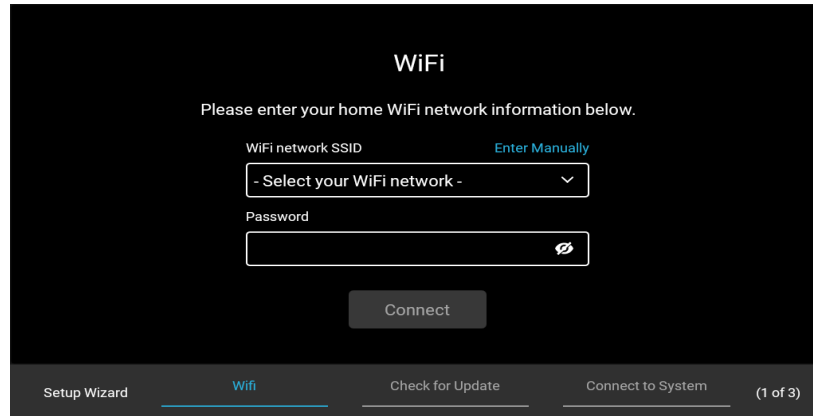 WiFi
Please enter your home WiFi network information below.
WiFi network SSID Enter Manually
- Select your WiFi network -
Password
Connect
Setup Wizard Wifi Check for Update Connect to System (1 of 3)